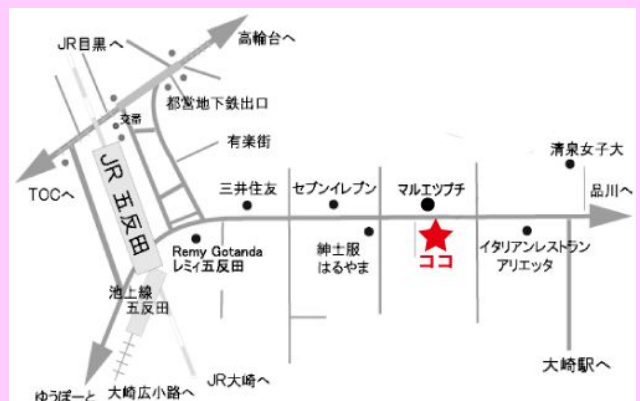 JR目黒へ
高輪台へ
都営地下鉄出口
交番
有楽街
清泉女子大
TOCへ
JR 五反田
三井住友
セブンイレブン
マルエツプチ
品川へ
Remy Gotanda
レミィ五反田
紳士服
はるやま
ココ
イタリアンレストラン
アリエッタ
池上線
五反田
大崎駅へ
ゆうぽーと
大崎広小路へ
JR大崎へ